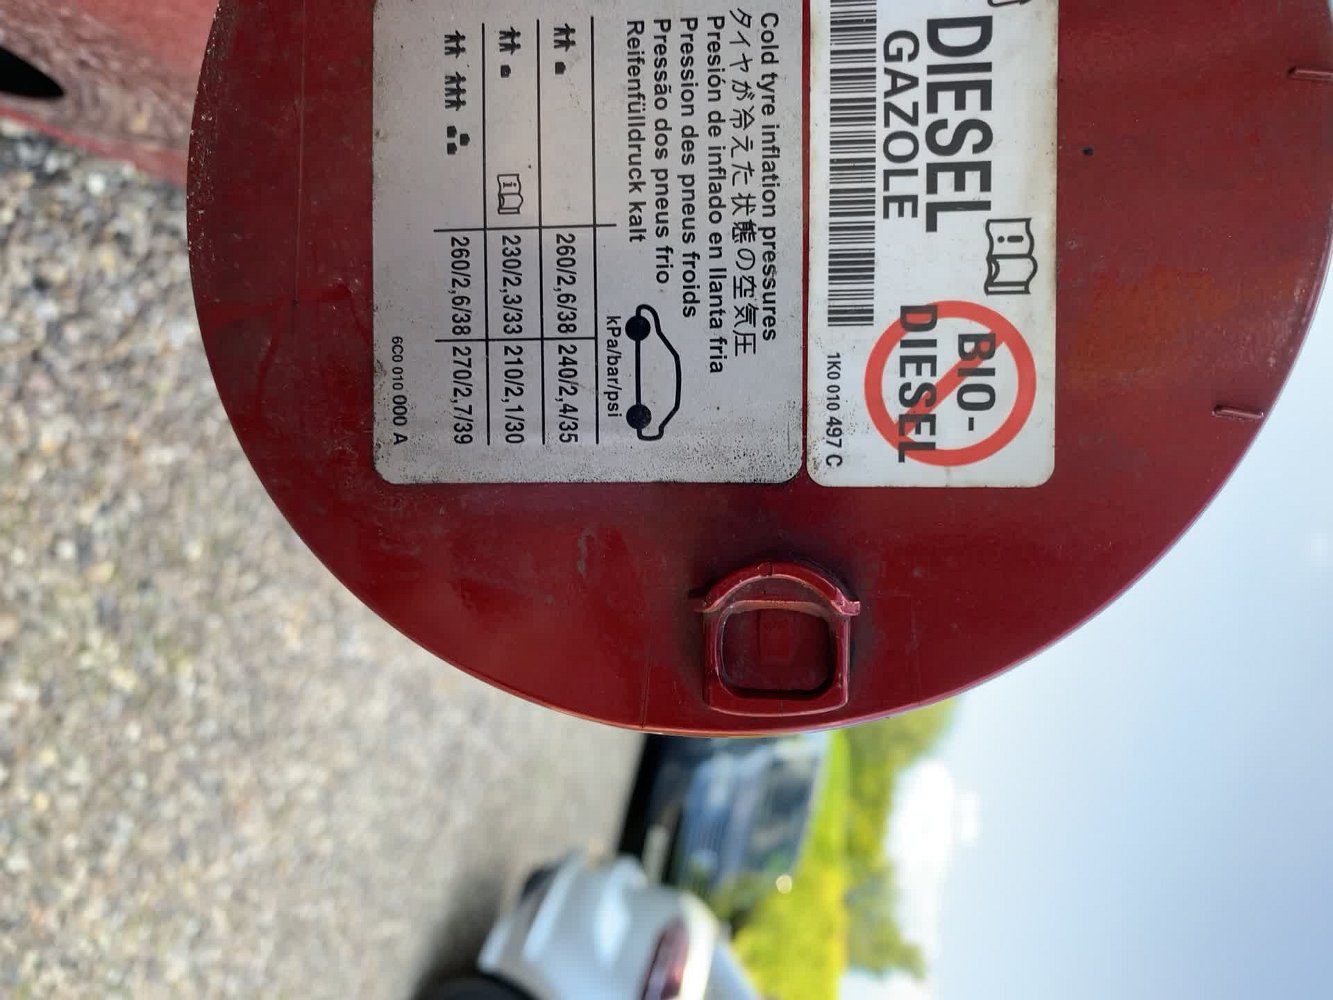 DIESEL
GAZOLE
BIO-
DIESEL
1K0 010 497 C
Cold tyre inflation pressures
タイヤが冷えた状態の空気圧
Presión de inflado en llanta fria
Pression des pneus froids
Pressão dos pneus frio
Reifenfülldruck kalt
kPa/bar/psi
260/2,6/38 240/2,4/35
230/2,3/33 210/2,1/30
260/2,6/38 270/2,7/39
6C0 010 000 A